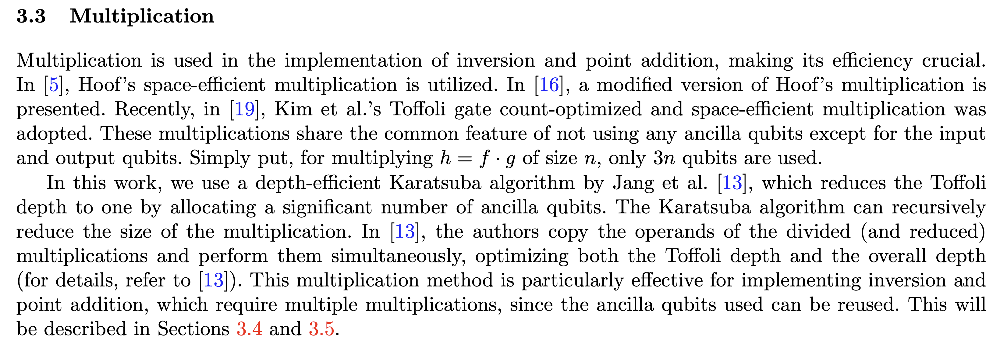 3.3 Multiplication
Multiplication is used in the implementation of inversion and point addition, making its efficiency crucial.
In [5], Hoof’s space-efficient multiplication is utilized. In [16], a modified version of Hoof’s multiplication is
presented. Recently, in [19], Kim et al.’s Toffoli gate count-optimized and space-efficient multiplication was
adopted. These multiplications share the common feature of not using any ancilla qubits except for the input
and output qubits. Simply put, for multiplying h = f · g of size n, only 3n qubits are used.
In this work, we use a depth-efficient Karatsuba algorithm by Jang et al. [13], which reduces the Toffoli
depth to one by allocating a significant number of ancilla qubits. The Karatsuba algorithm can recursively
reduce the size of the multiplication. In [13], the authors copy the operands of the divided (and reduced)
multiplications and perform them simultaneously, optimizing both the Toffoli depth and the overall depth
(for details, refer to [13]). This multiplication method is particularly effective for implementing inversion and
point addition, which require multiple multiplications, since the ancilla qubits used can be reused. This will
be described in Sections 3.4 and 3.5.